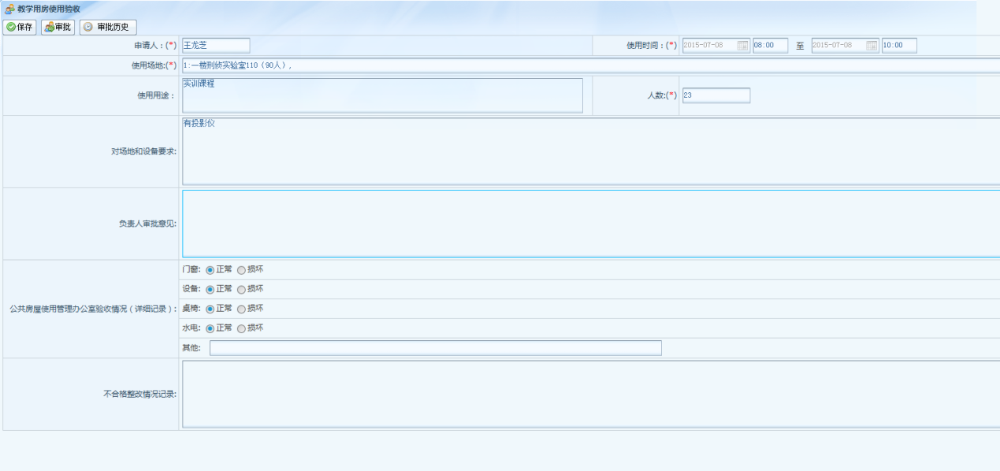 教学用房使用验收
保存 审批 审批历史
申请人：(*) 王龙芝 使用时间：(*) 2015-07-08 08:00 至 2015-07-08 10:00
使用场地:(*) 1:一楼刑侦实验室110（90人）,
使用用途： 实训课程 人数:(*) 23
对场地和设备要求: 有投影仪
负责人审批意见:
公共房屋使用管理办公室验收情况（详细记录）:
门窗: 正常 损坏
设备: 正常 损坏
桌椅: 正常 损坏
水电: 正常 损坏
其他:
不合格整改情况记录: